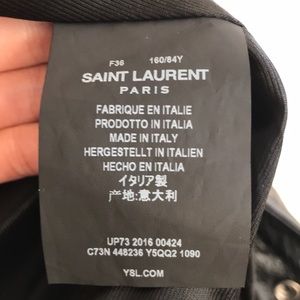 F36 160/84Y
SAINT LAURENT
PARIS
FABRIQUE EN ITALIE
PRODOTTO IN ITALIA
MADE IN ITALY
HERGESTELLT IN ITALIEN
HECHO EN ITALIA
イタリア製
产地:意大利
UP73 2016 00424
C73N 448236 Y5QQ2 1090
YSL.COM